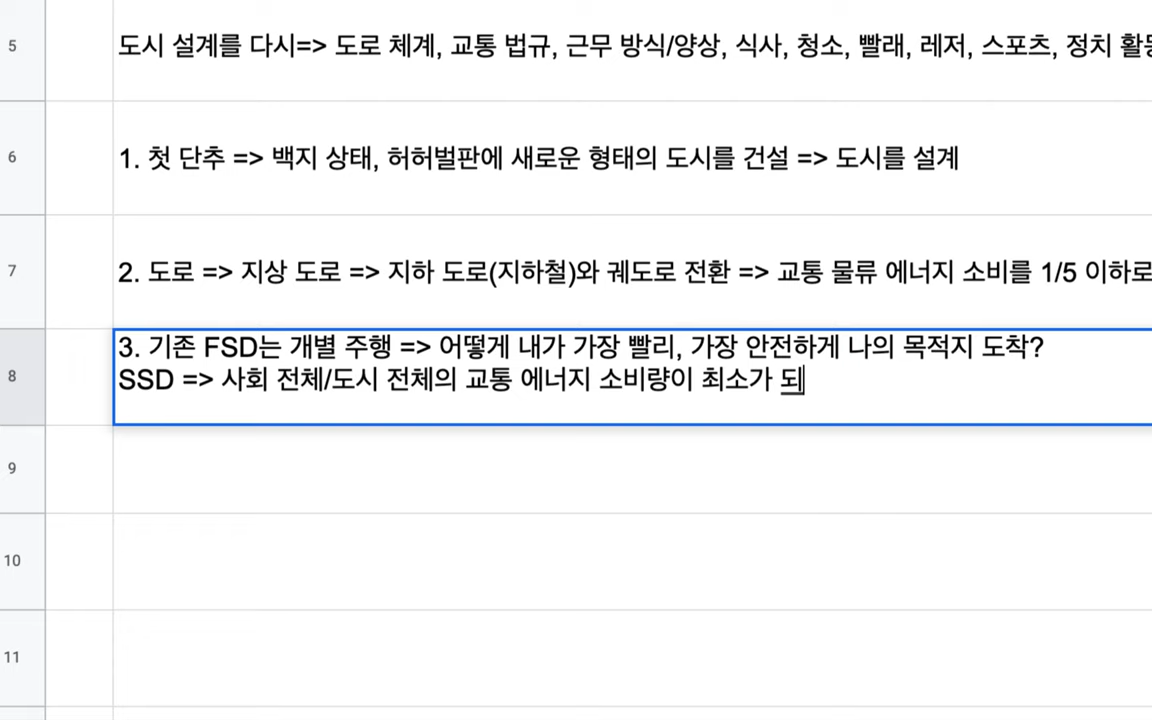 5
도시 설계를 다시=> 도로 체계, 교통 법규, 근무 방식/양상, 식사, 청소, 빨래, 레저, 스포츠, 정치
6
1. 첫 단추 => 백지 상태, 허허벌판에 새로운 형태의 도시를 건설 => 도시를 설계
7
2. 도로 => 지상 도로 => 지하 도로(지하철)와 궤도로 전환 => 교통 물류 에너지 소비를 1/5 이하로
8
3. 기존 FSD는 개별 주행 => 어떻게 내가 가장 빨리, 가장 안전하게 나의 목적지 도착?
SSD => 사회 전체/도시 전체의 교통 에너지 소비량이 최소가 되
9
10
11